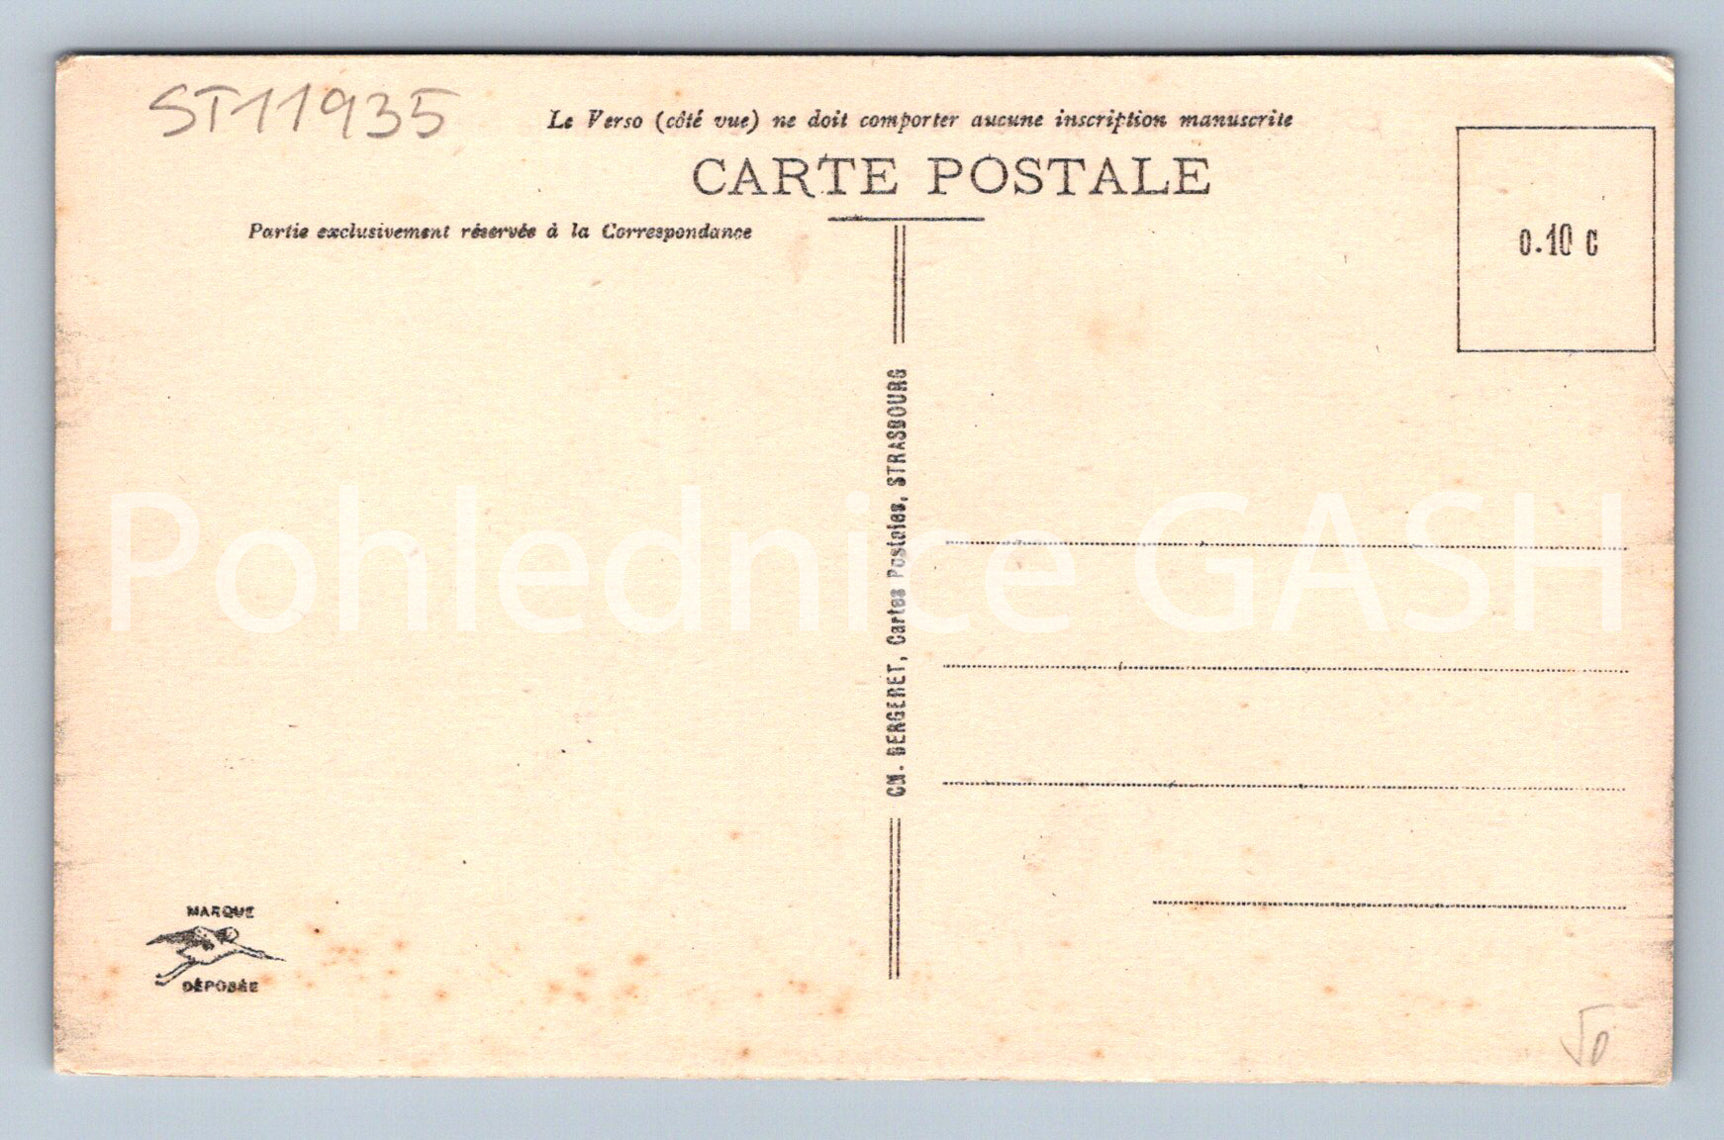 ST11935
Le Verso (côté vue) ne doit comporter aucune inscription manuscrite
CARTE POSTALE
Partie exclusivement réservée à la Correspondance
0.10 C
CH. BERGERET, Cartes Postales, STRASBOURG
Pohlednice GASH
MARQUE
DÉPOSÉE
50